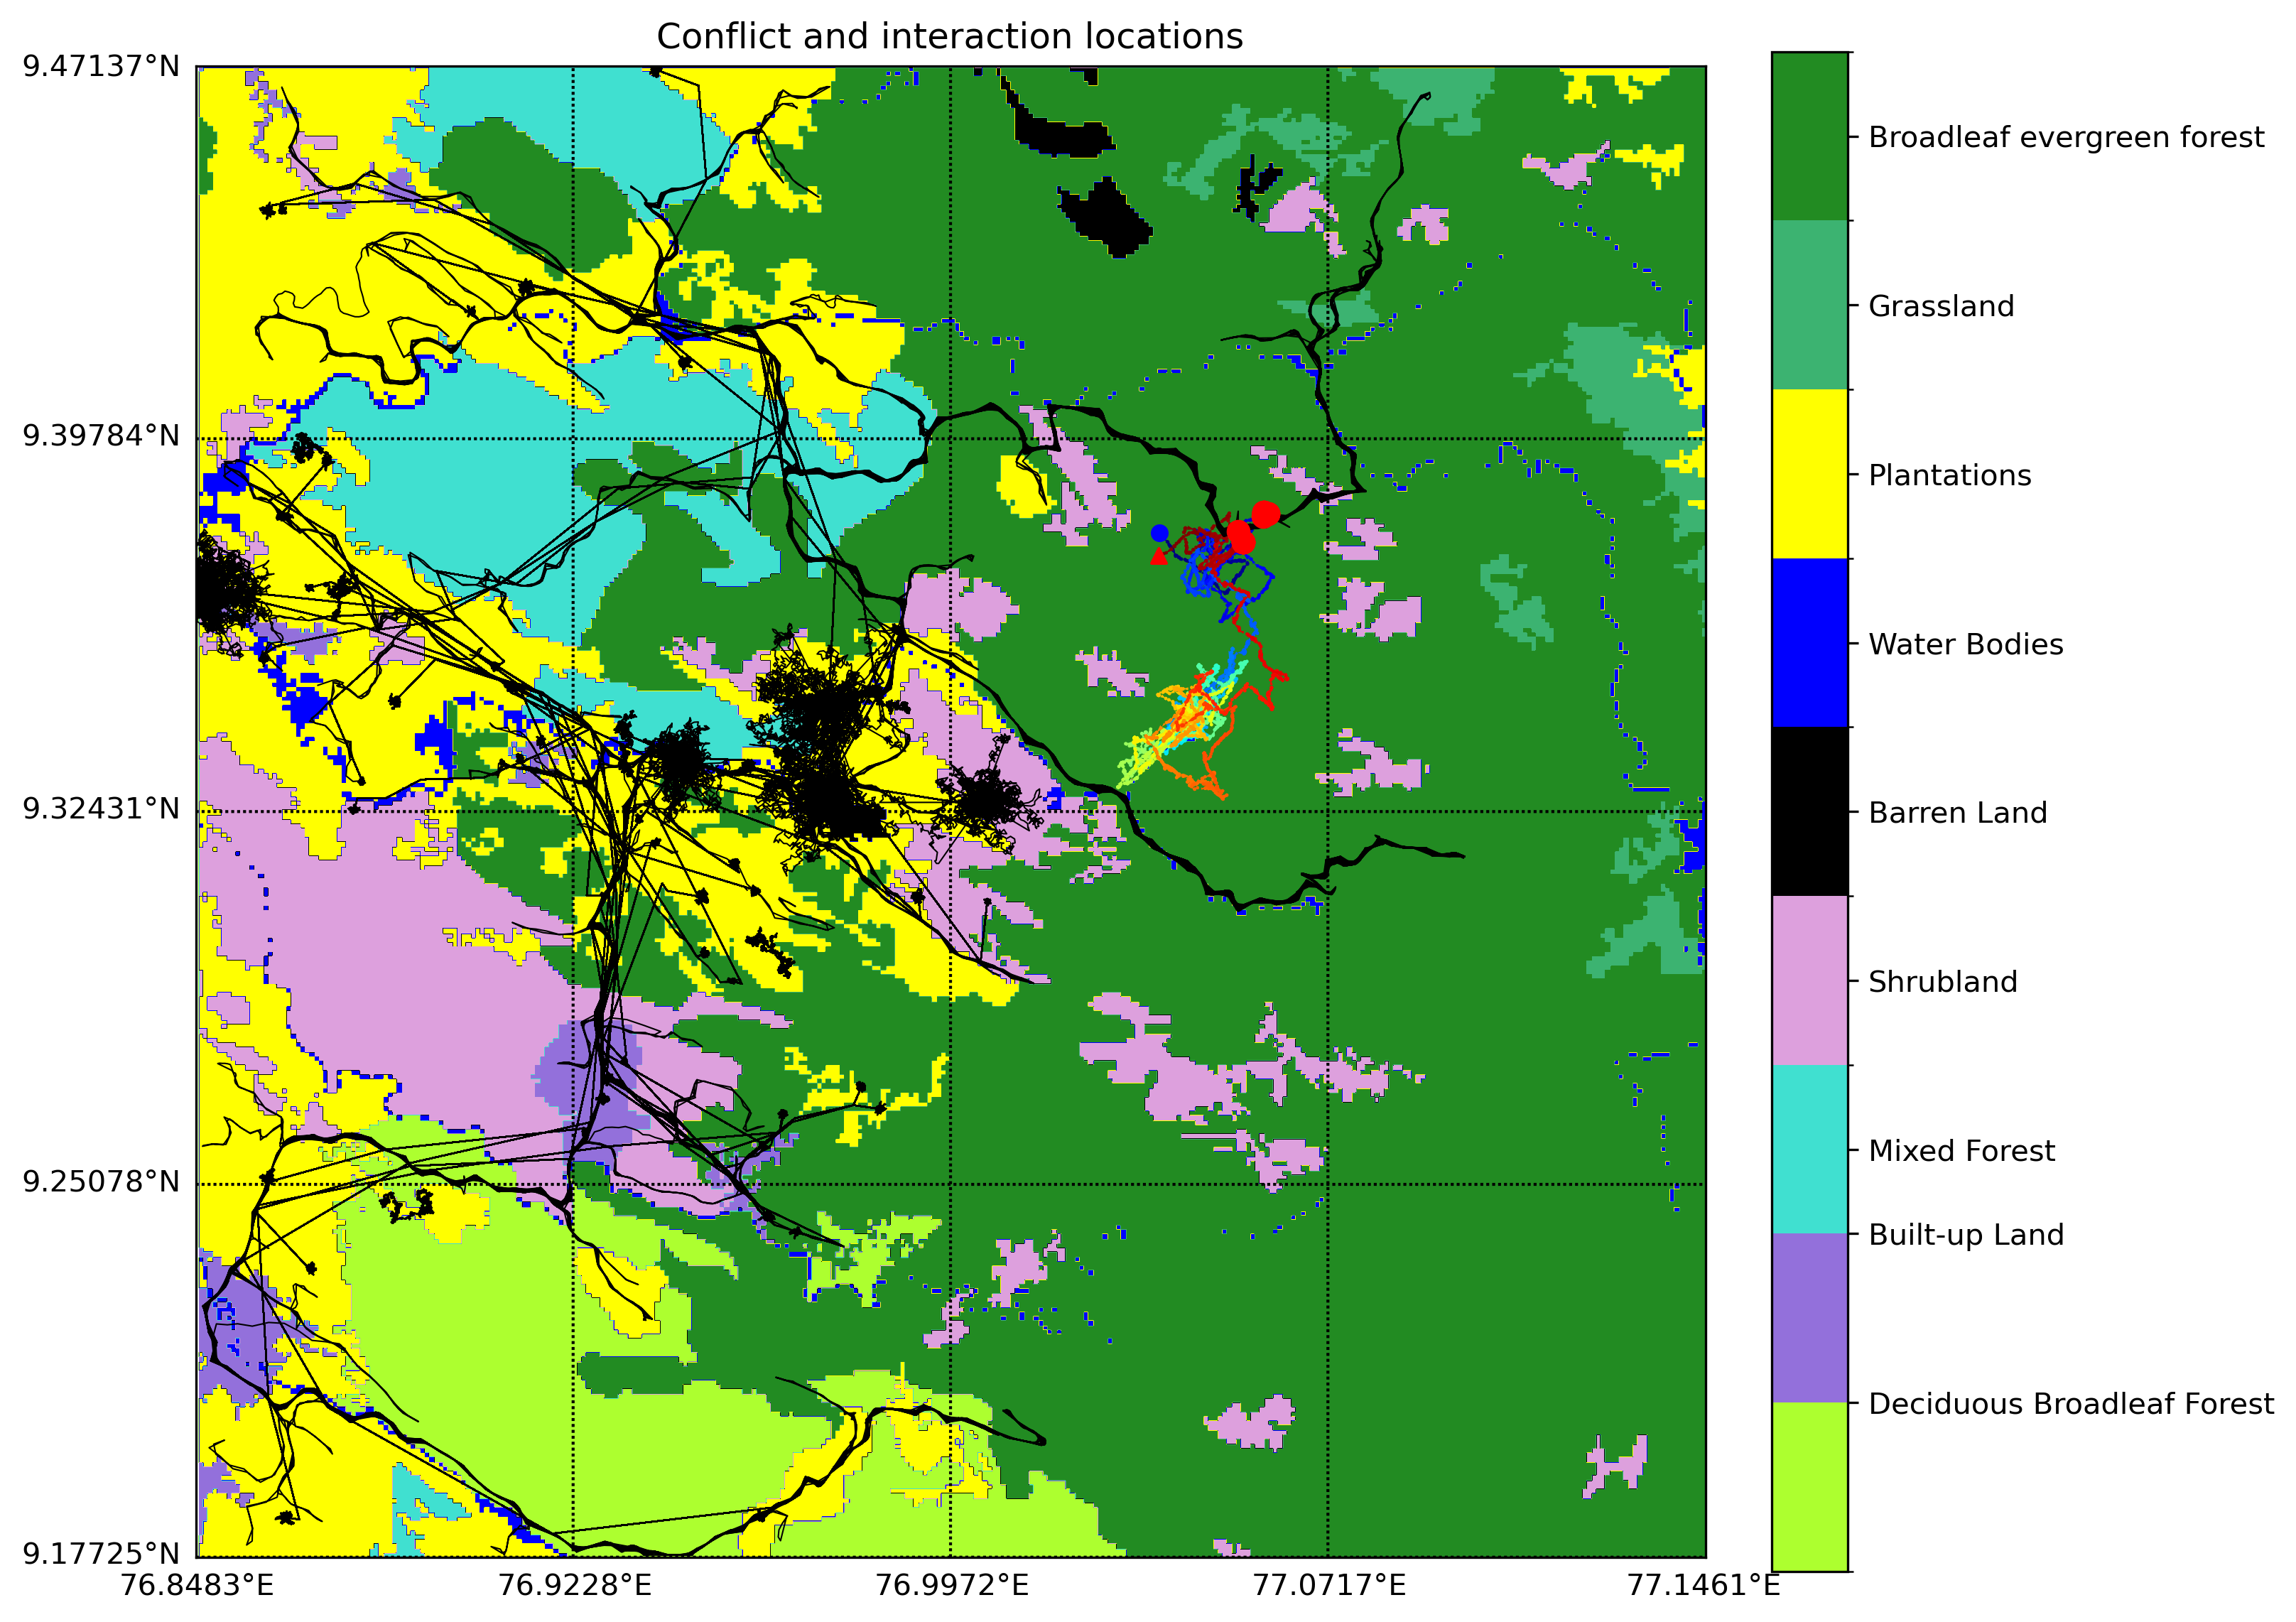 Conflict and interaction locations
9.47137°N
9.39784°N
9.32431°N
9.25078°N
9.17725°N
76.8483°E
76.9228°E
76.9972°E
77.0717°E
77.1461°E
Broadleaf evergreen forest
Grassland
Plantations
Water Bodies
Barren Land
Shrubland
Mixed Forest
Built-up Land
Deciduous Broadleaf Forest